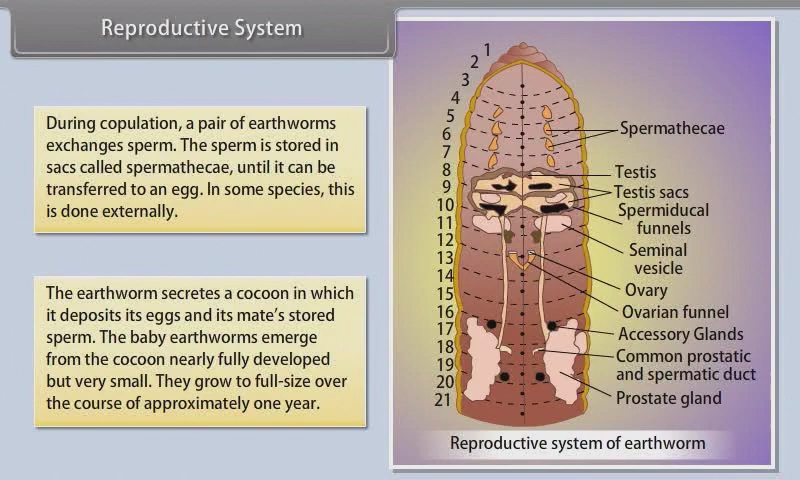 Reproductive System
During copulation, a pair of earthworms
exchanges sperm. The sperm is stored in
sacs called spermathecae, until it can be
transferred to an egg. In some species, this
is done externally.
The earthworm secretes a cocoon in which
it deposits its eggs and its mate's stored
sperm. The baby earthworms emerge
from the cocoon nearly fully developed
but very small. They grow to full-size over
the course of approximately one year.
1
2
3
4
5
6
7
8
9
10
11
12
13
14
15
16
17
18
19
20
21
Spermathecae
Testis
Testis sacs
Spermiducal
funnels
Seminal
vesicle
Ovary
Ovarian funnel
Accessory Glands
Common prostatic
and spermatic duct
Prostate gland
Reproductive system of earthworm